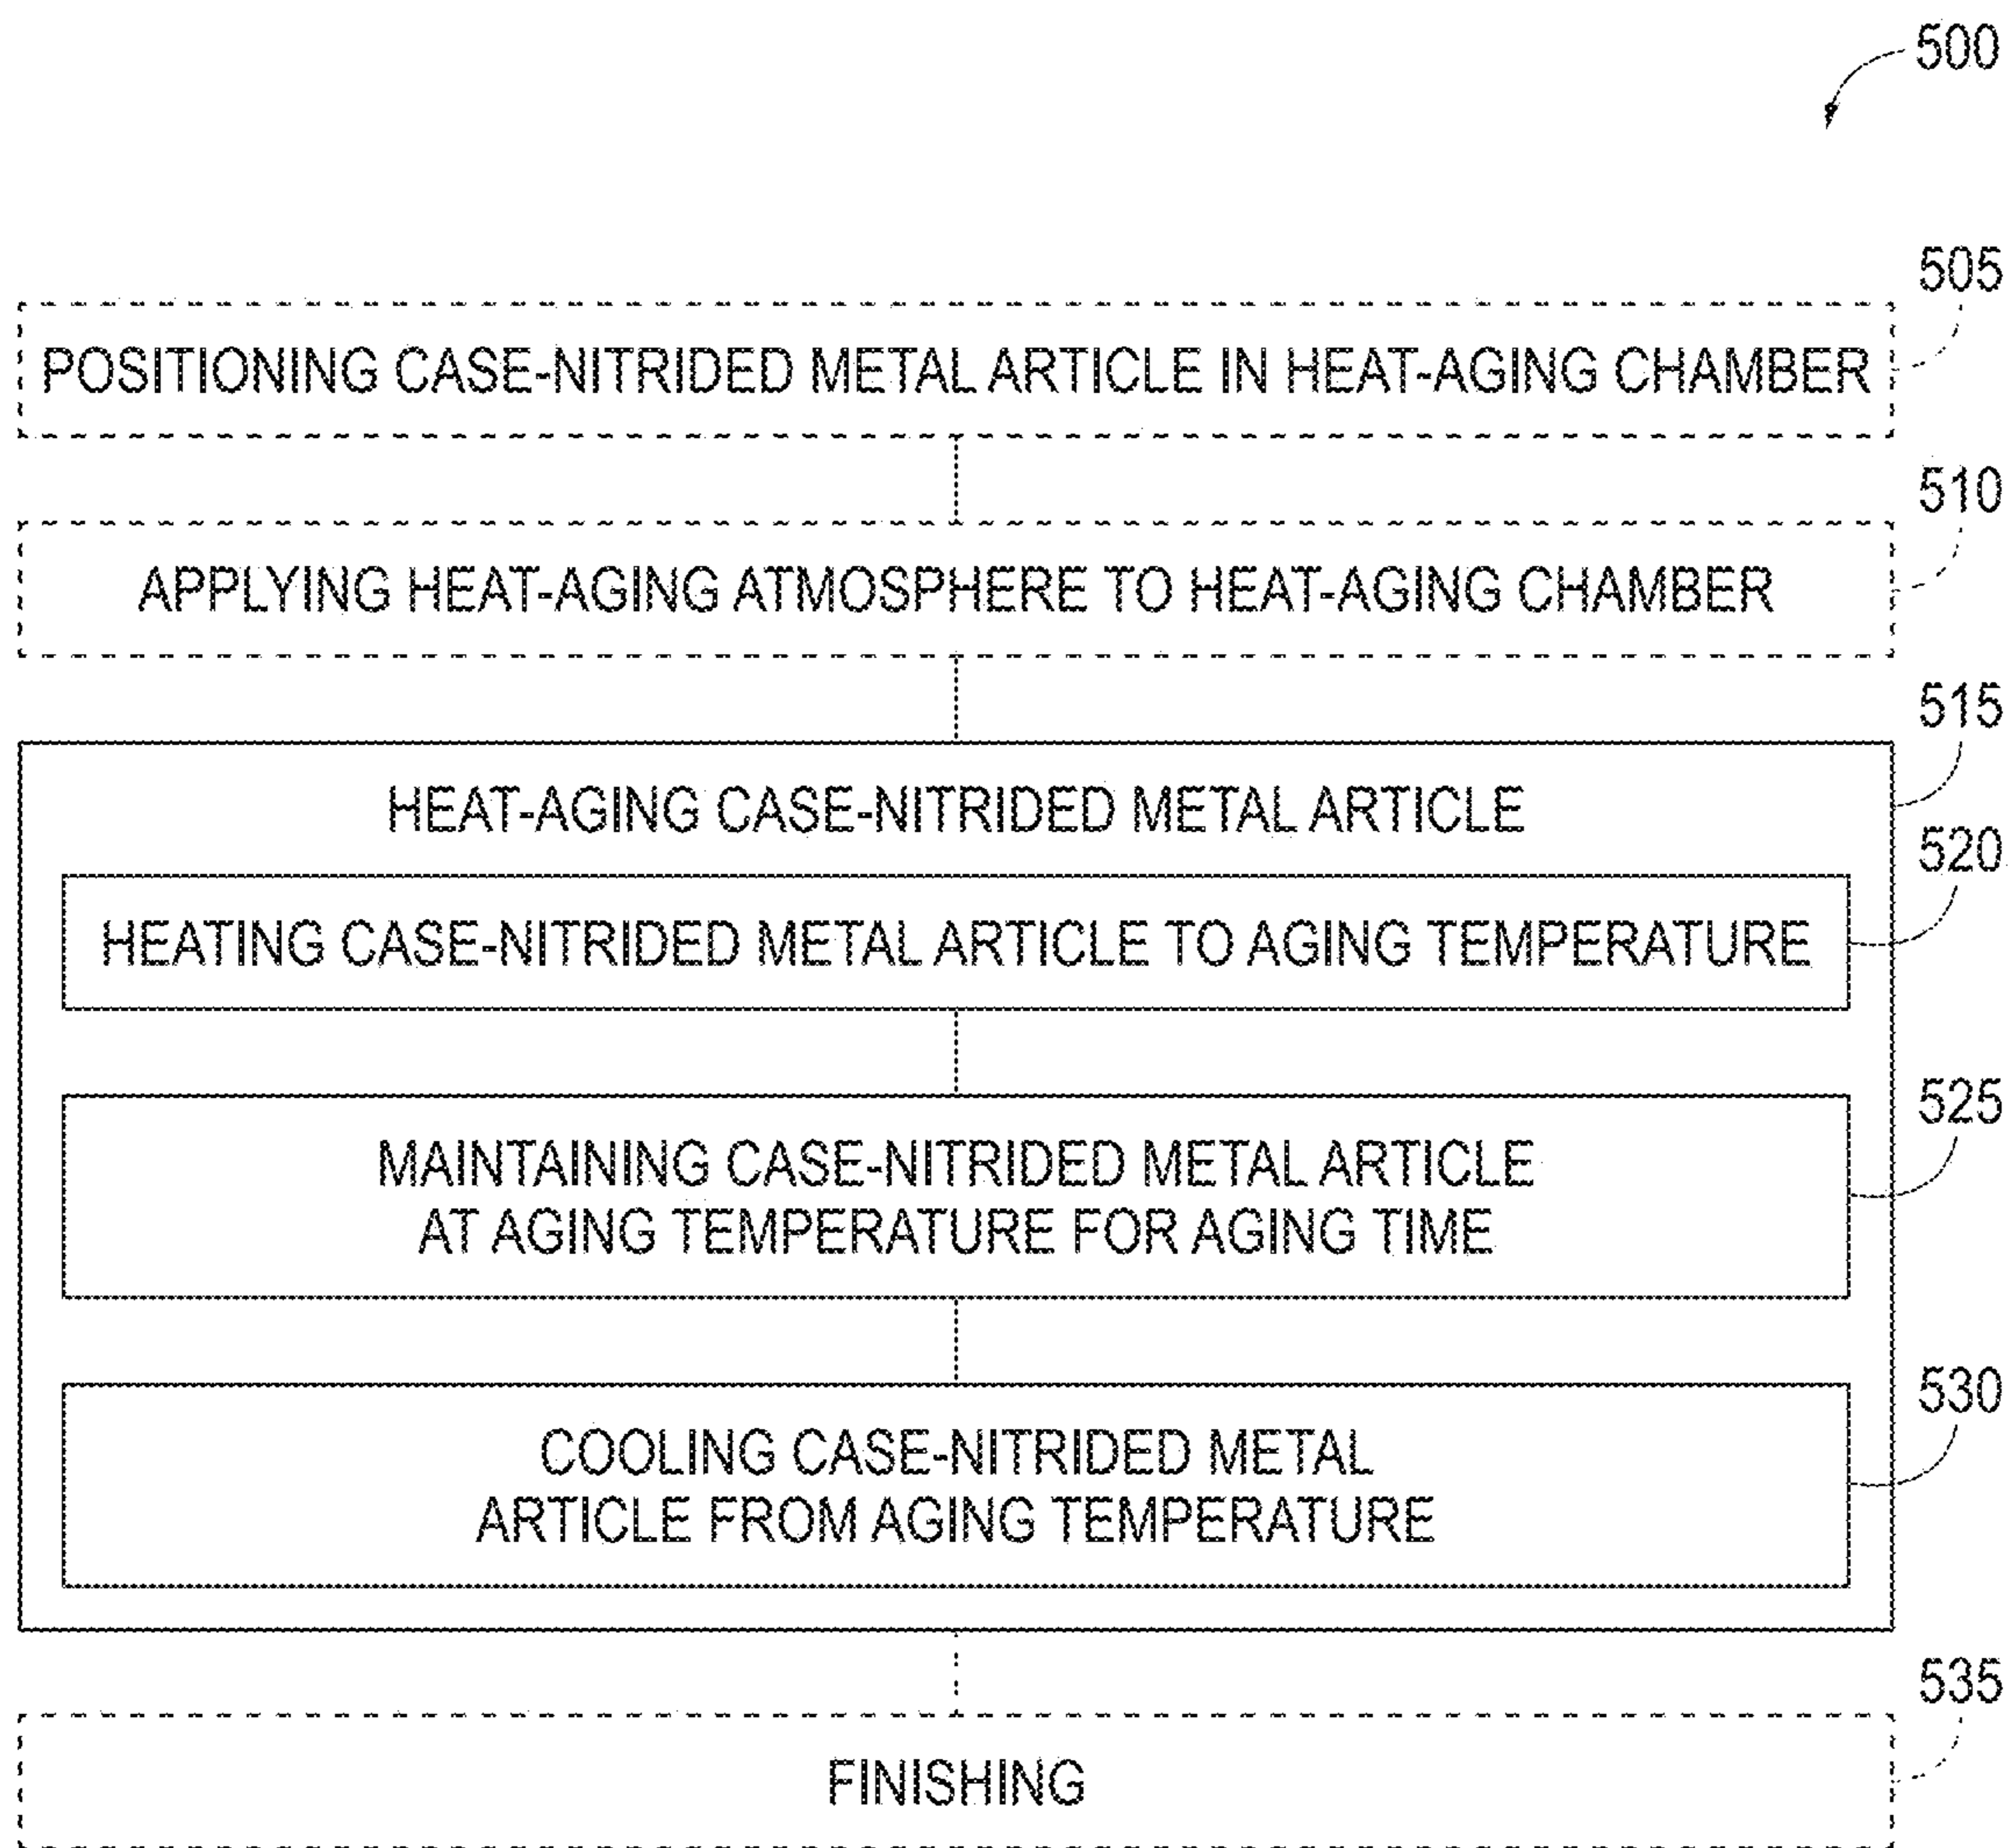 500
505
POSITIONING CASE-NITRIDED METAL ARTICLE IN HEAT-AGING CHAMBER
510
APPLYING HEAT-AGING ATMOSPHERE TO HEAT-AGING CHAMBER
515
HEAT-AGING CASE-NITRIDED METAL ARTICLE
520
HEATING CASE-NITRIDED METAL ARTICLE TO AGING TEMPERATURE
525
MAINTAINING CASE-NITRIDED METAL ARTICLE
AT AGING TEMPERATURE FOR AGING TIME
530
COOLING CASE-NITRIDED METAL
ARTICLE FROM AGING TEMPERATURE
535
FINISHING